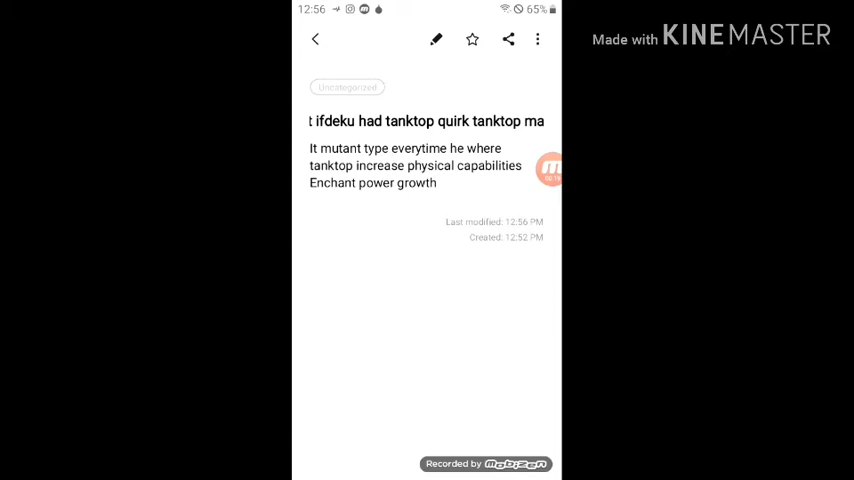 12:56
65%
Made with KINEMASTER
Uncategorized
t ifdeku had tanktop quirk tanktop ma
It mutant type everytime he where
tanktop increase physical capabilities
Enchant power growth
Last modified: 12:56 PM
Created: 12:52 PM
Recorded by mobizen